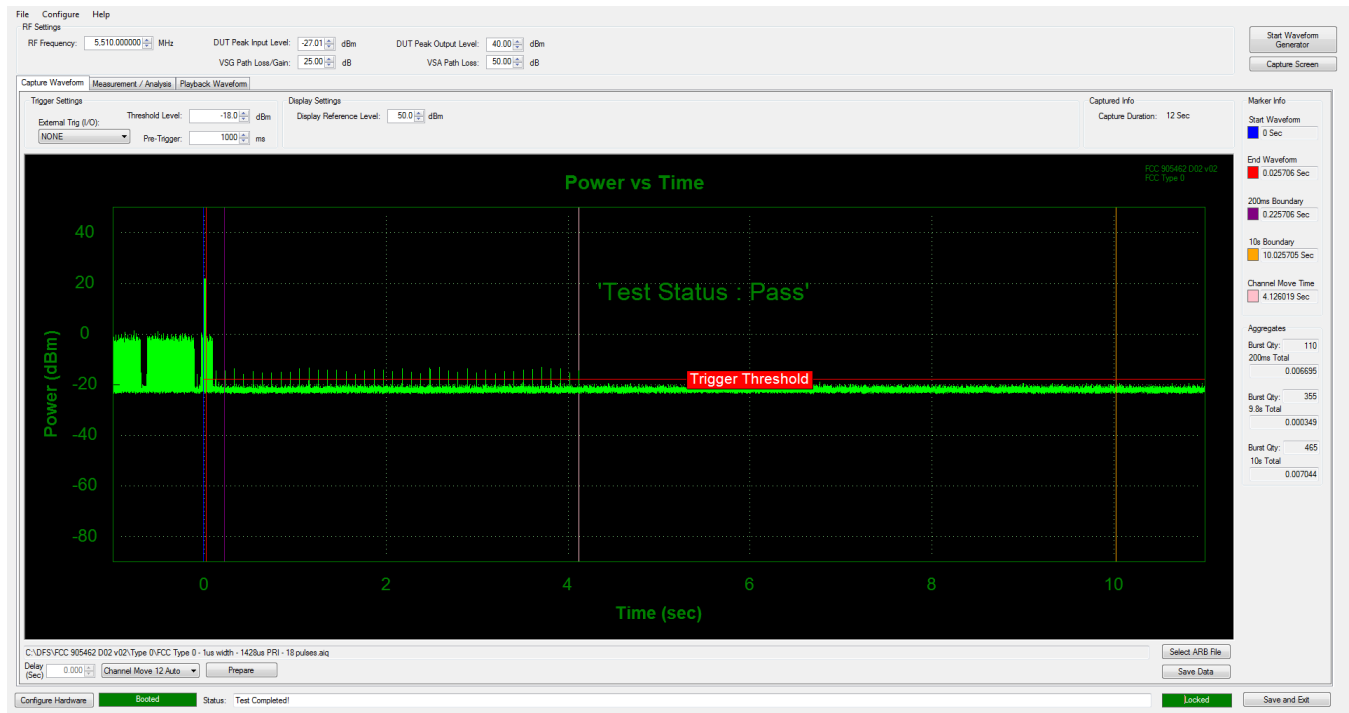 File Configure Help
RF Settings
RF Frequency: 5,510.000000 MHz DUT Peak Input Level: -27.01 dBm DUT Peak Output Level: 40.00 dBm
VSG Path Loss/Gain: 25.00 dB VSA Path Loss: 50.00 dB
Start Waveform
Generator
Capture Screen
Capture Waveform Measurement / Analysis Playback Waveform
Trigger Settings
External Trig (I/O): Threshold Level: -18.0 dBm
NONE Pre-Trigger: 1000 ms
Display Settings
Display Reference Level: 50.0 dBm
Captured Info
Capture Duration: 12 Sec
Marker Info
Start Waveform
0 Sec
End Waveform
0.025706 Sec
200ms Boundary
0.225706 Sec
10s Boundary
10.025705 Sec
Channel Move Time
4.126019 Sec
Aggregates
Burst Qty: 110
200ms Total
0.006695
Burst Qty: 355
9.8s Total
0.000349
Burst Qty: 465
10s Total
0.007044
Power vs Time
FCC 905462 D02 v02
FCC Type 0
'Test Status : Pass'
Trigger Threshold
Power (dBm)
40
20
0
-20
-40
-60
-80
0 2 4 6 8 10
Time (sec)
C:\DFS\FCC 905462 D02 v02\Type 0\FCC Type 0 - 1us width - 1428us PRI - 18 pulses.aiq
Select ARB File
Delay
(Sec) 0.000 Channel Move 12 Auto Prepare
Save Data
Configure Hardware Booted Status: Test Completed! Locked Save and Exit